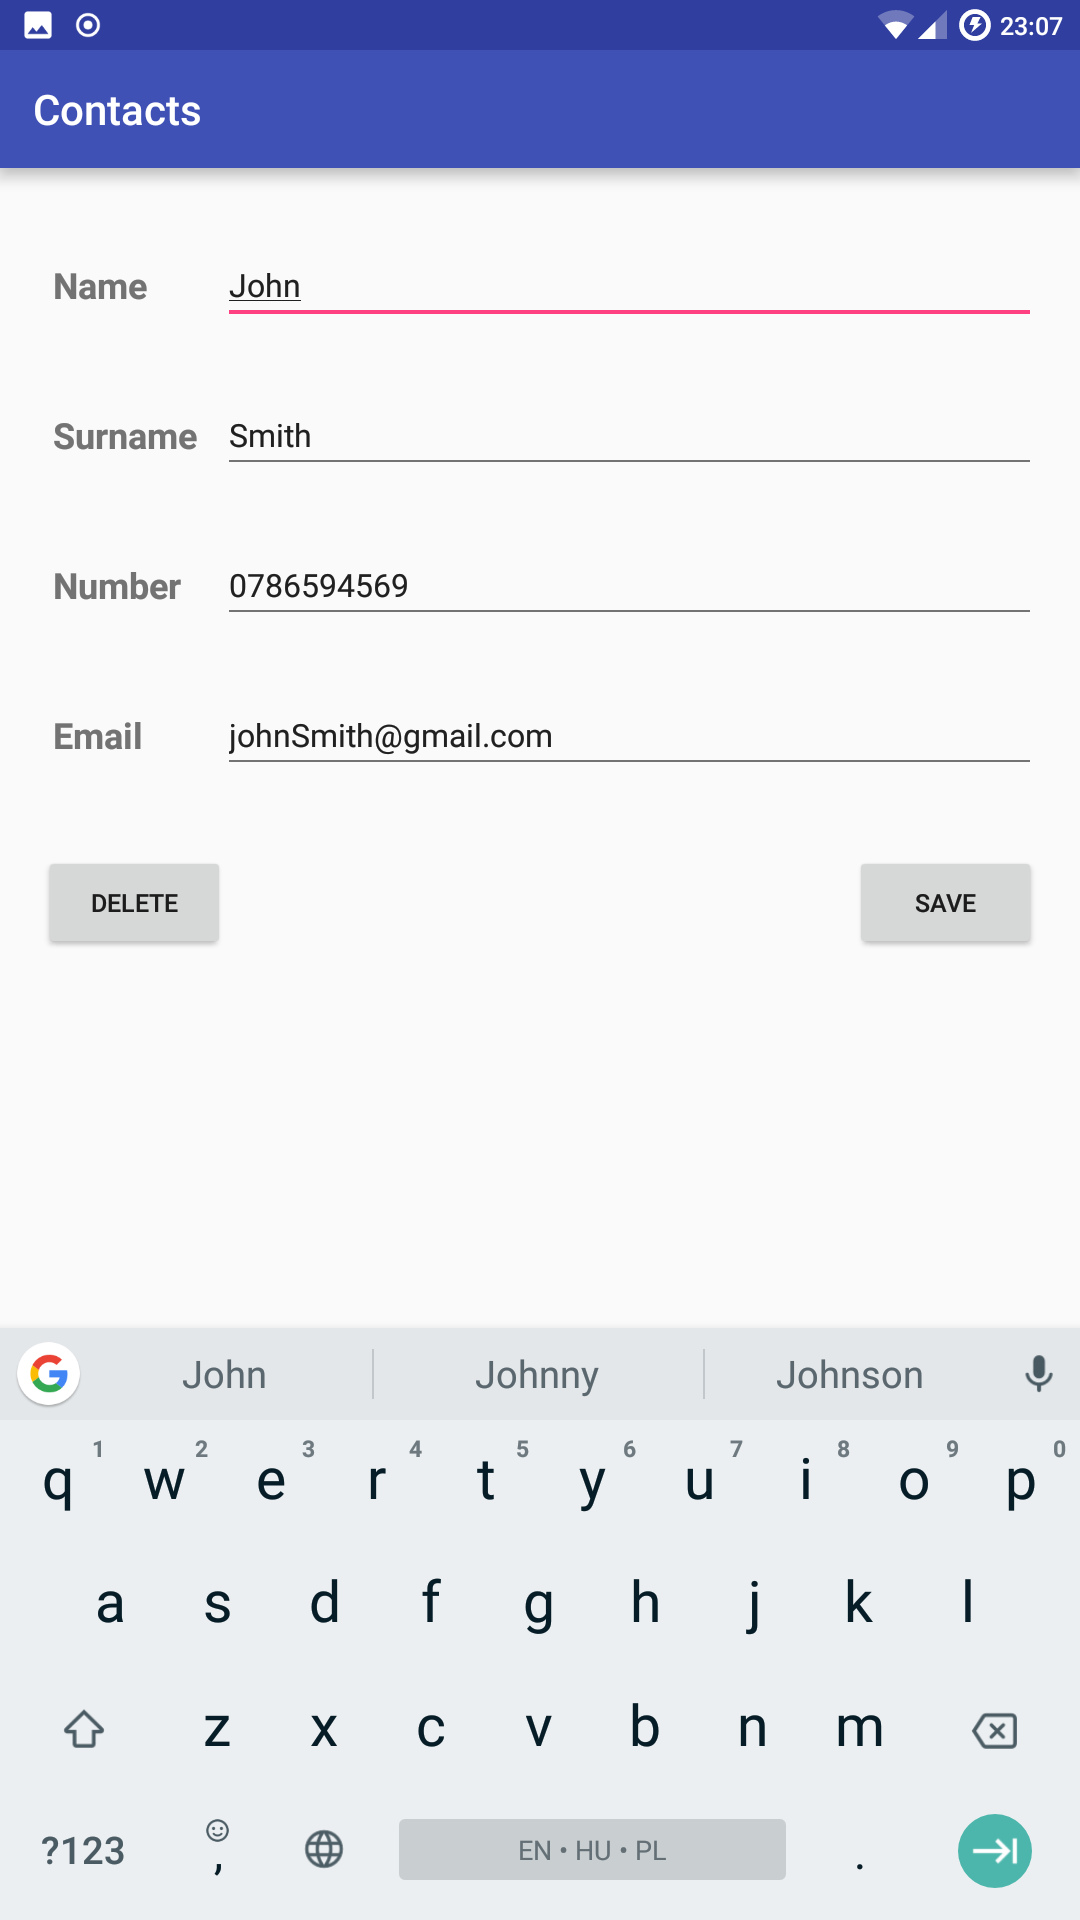 23:07
Contacts
Name John
Surname Smith
Number 0786594569
Email johnSmith@gmail.com
DELETE SAVE
John Johnny Johnson
1 2 3 4 5 6 7 8 9 0
q w e r t y u i o p
a s d f g h j k l
z x c v b n m
?123 , EN • HU • PL .